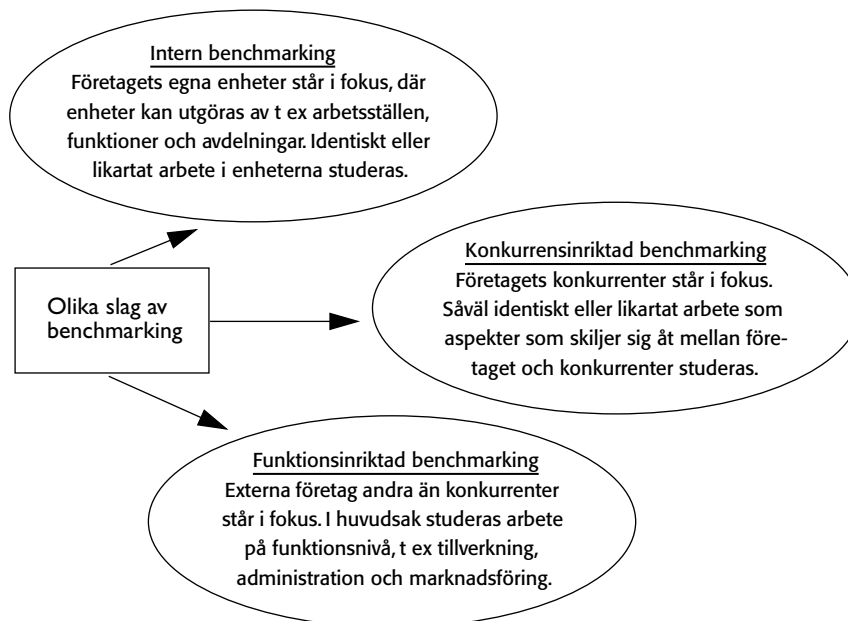 Intern benchmarking
Företagets egna enheter står i fokus, där
enheter kan utgöras av t ex arbetsställen,
funktioner och avdelningar. Identiskt eller
likartat arbete i enheterna studeras.
Konkurrensinriktad benchmarking
Företagets konkurrenter står i fokus.
Såväl identiskt eller likartat arbete som
aspekter som skiljer sig åt mellan före-
taget och konkurrenter studeras.
Olika slag av
benchmarking
Funktionsinriktad benchmarking
Externa företag andra än konkurrenter
står i fokus. I huvudsak studeras arbete
på funktionsnivå, t ex tillverkning,
administration och marknadsföring.